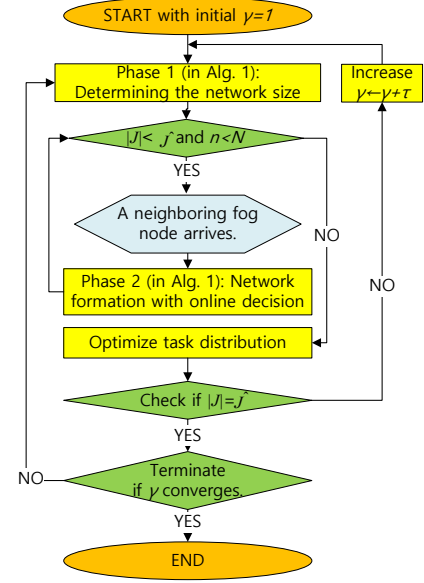 START with initial γ=1
Phase 1 (in Alg. 1):
Determining the network size
Increase
γ←γ+τ
|J|< ĵ and n<N
YES
A neighboring fog
node arrives.
NO
Phase 2 (in Alg. 1): Network
formation with online decision
NO
Optimize task distribution
Check if |J|=ĵ
YES
Terminate
if γ converges.
NO
YES
END